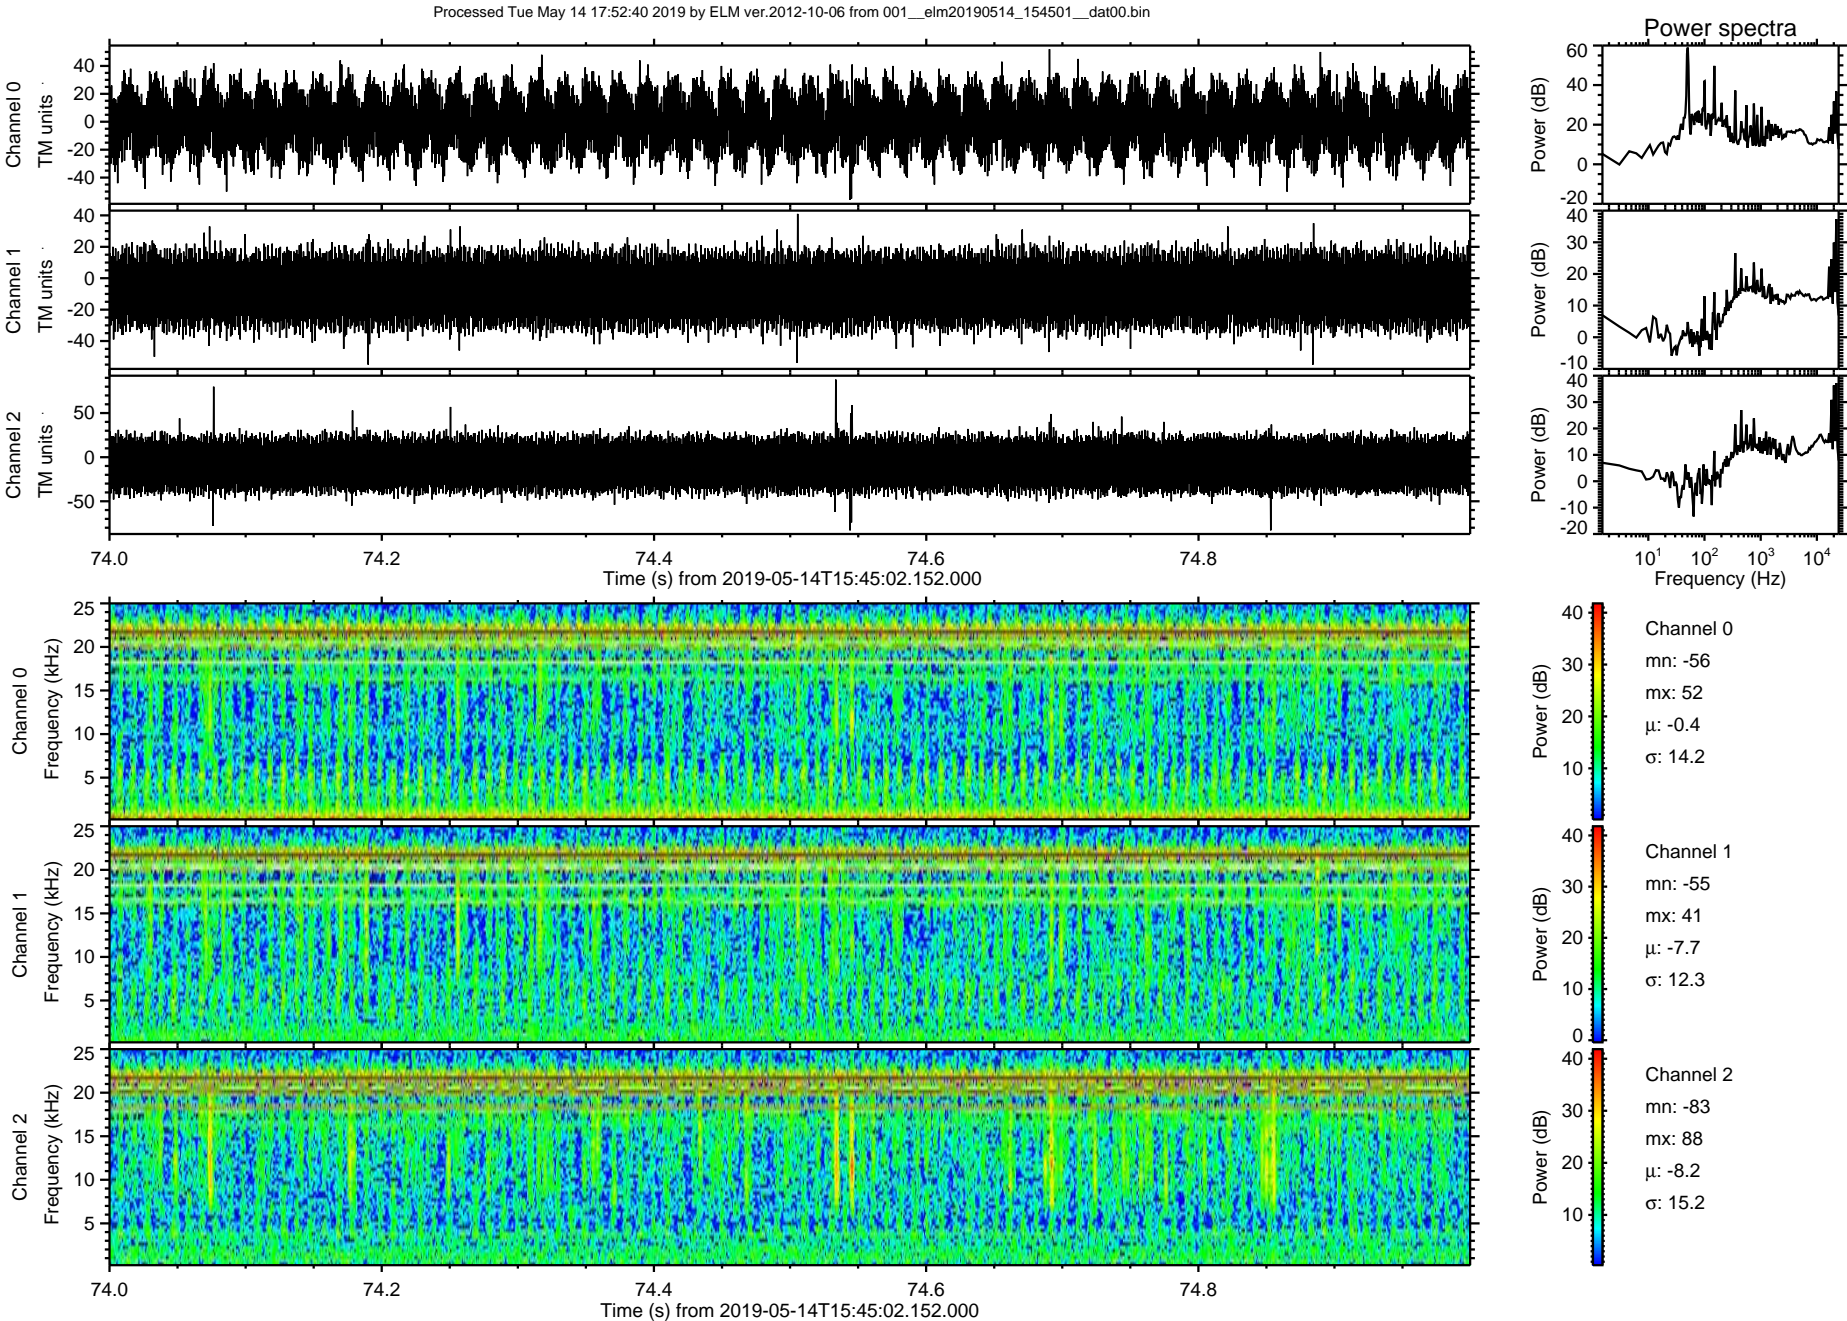 Processed Tue May 14 17:52:40 2019 by ELM ver.2012-10-06 from 001__elm20190514_154501__dat00.bin
Power spectra
Channel 0
TM units
40
20
0
-20
-40
Power (dB)
60
40
20
0
-20
Channel 1
TM units
40
20
0
-20
-40
Power (dB)
40
30
20
10
0
-10
Channel 2
TM units
50
0
-50
Power (dB)
40
30
20
10
0
-10
-20
74.0 74.2 74.4 74.6 74.8
Time (s) from 2019-05-14T15:45:02.152.000
10¹ 10² 10³ 10⁴
Frequency (Hz)
Channel 0
Frequency (kHz)
25
20
15
10
5
Power (dB)
40
30
20
10
Channel 0
mn: -56
mx: 52
μ: -0.4
σ: 14.2
Channel 1
Frequency (kHz)
25
20
15
10
5
Power (dB)
40
30
20
10
0
Channel 1
mn: -55
mx: 41
μ: -7.7
σ: 12.3
Channel 2
Frequency (kHz)
25
20
15
10
5
Power (dB)
40
30
20
10
Channel 2
mn: -83
mx: 88
μ: -8.2
σ: 15.2
74.0 74.2 74.4 74.6 74.8
Time (s) from 2019-05-14T15:45:02.152.000